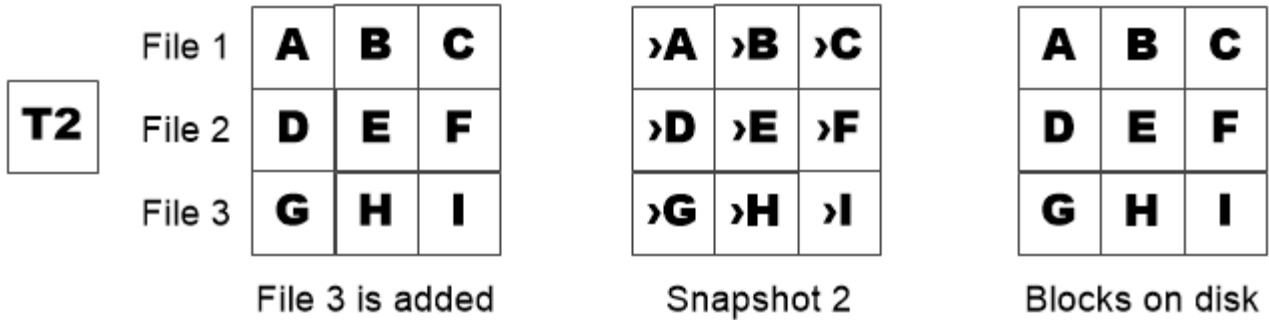 File 1 A B C ›A ›B ›C A B C
T2 File 2 D E F ›D ›E ›F D E F
File 3 G H I ›G ›H ›I G H I
File 3 is added Snapshot 2 Blocks on disk